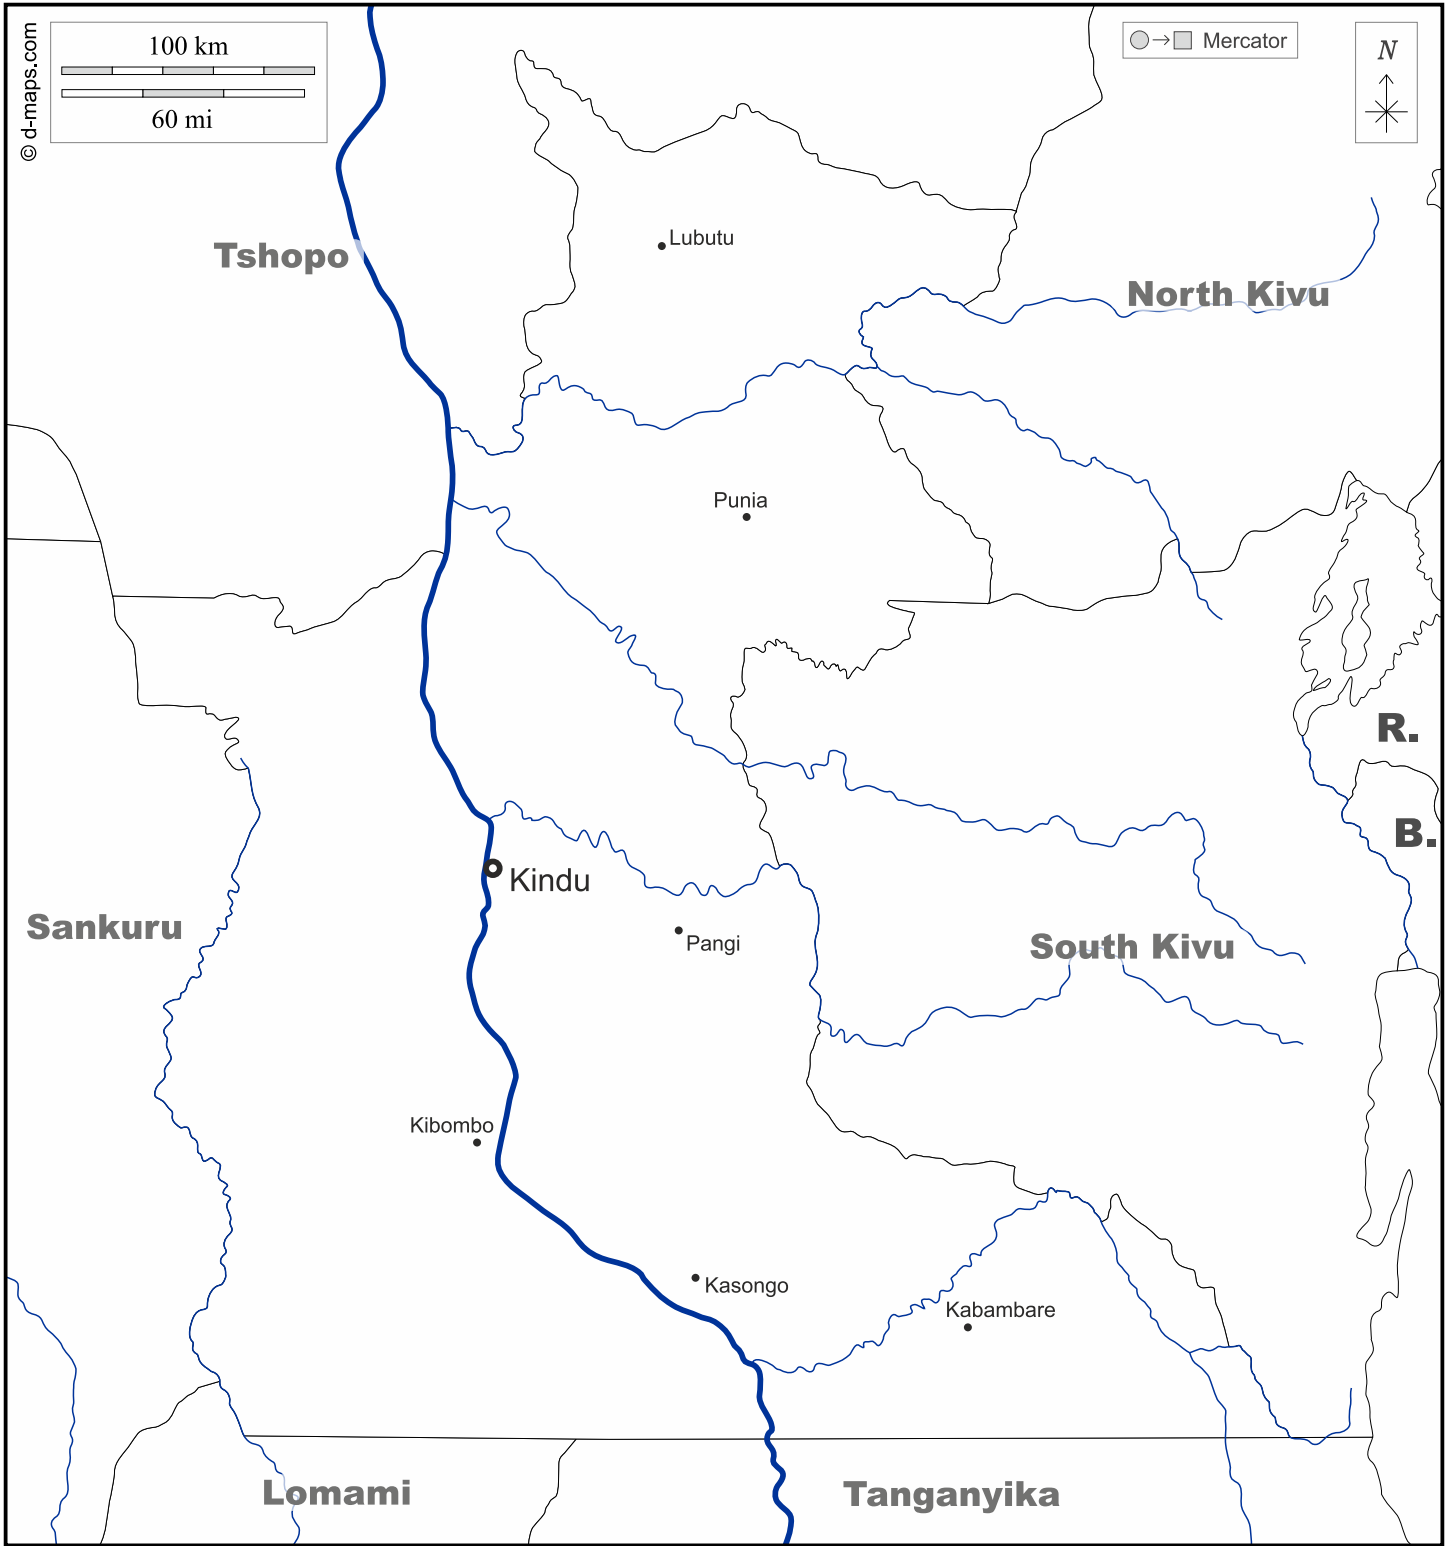 © d-maps.com
100 km
60 mi
Mercator
N
Lubutu
Tshopo
North Kivu
Punia
R.
B.
Kindu
Sankuru
Pangi
South Kivu
Kibombo
Kasongo
Kabambare
Lomami
Tanganyika